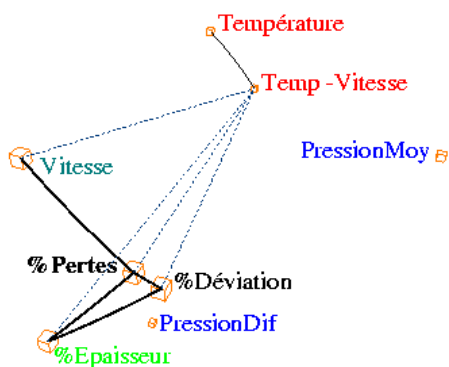 Température
Temp -Vitesse
PressionMoy
Vitesse
%Pertes
%Déviation
PressionDif
%Epaisseur